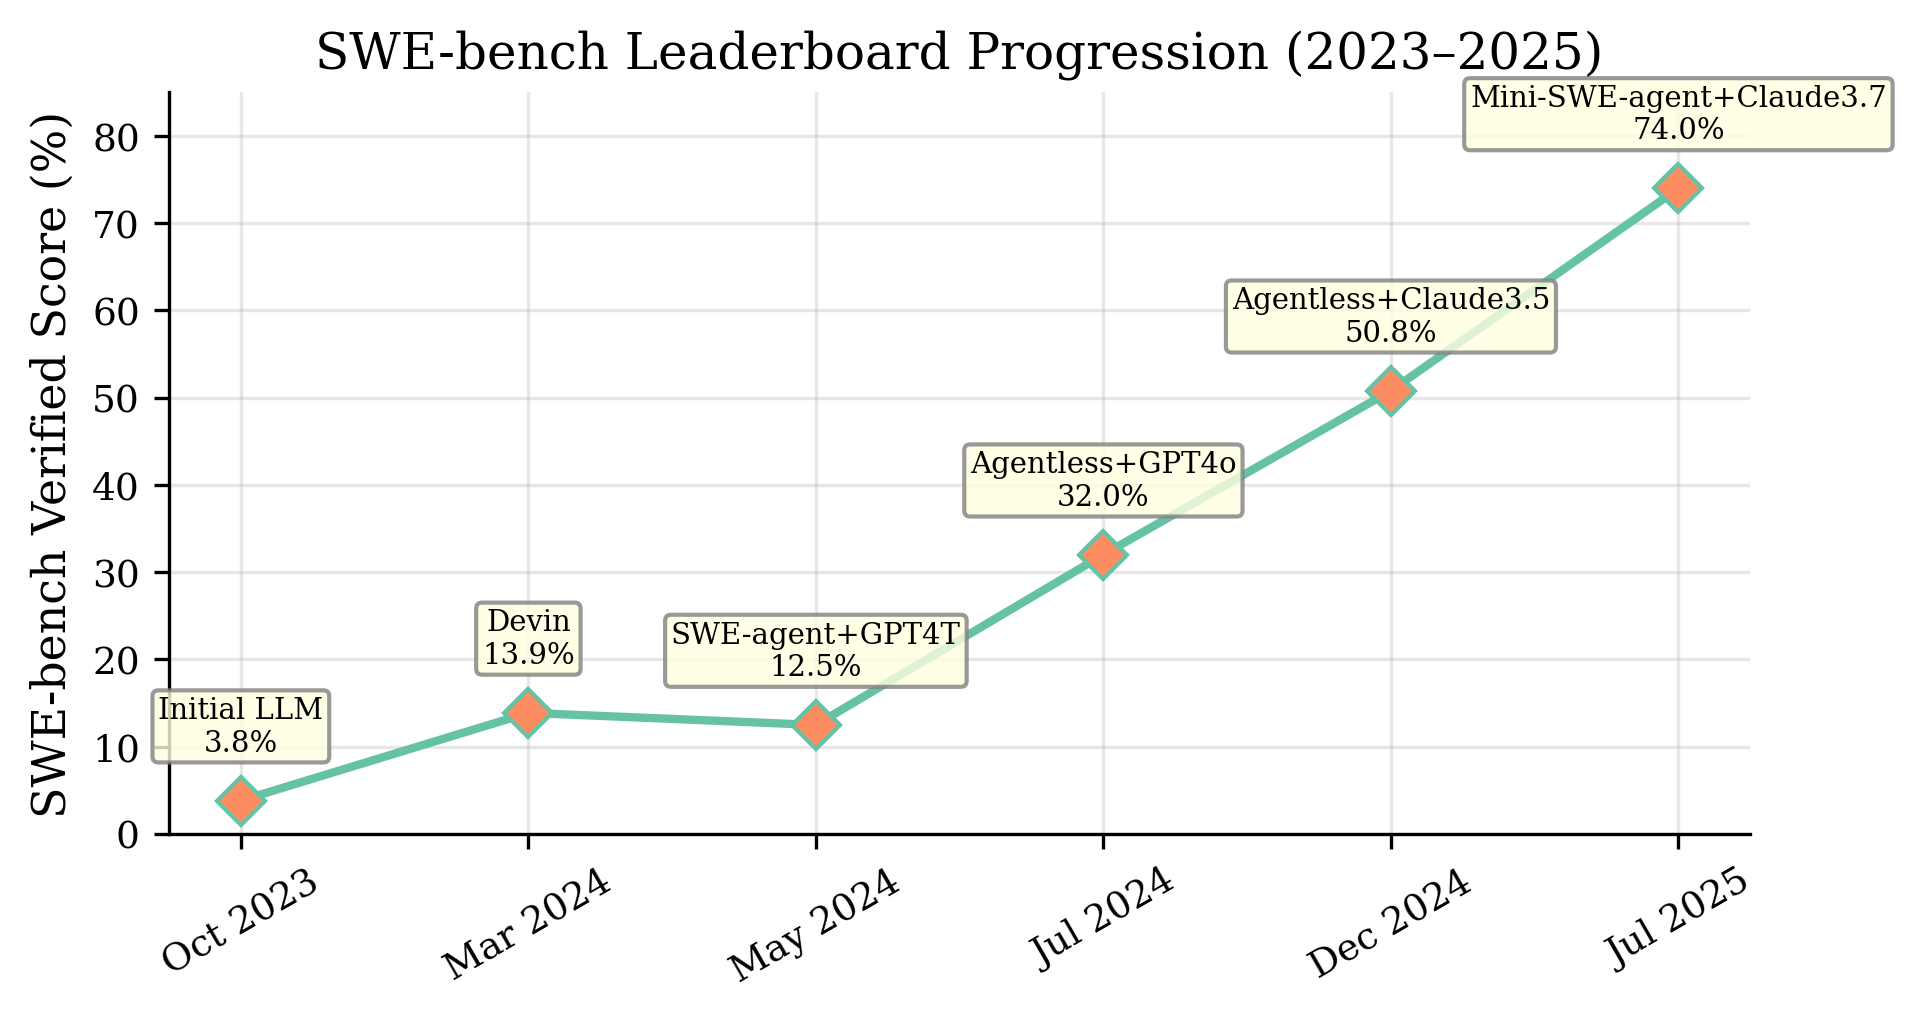 SWE-bench Leaderboard Progression (2023–2025)
SWE-bench Verified Score (%)
80
70
60
50
40
30
20
10
0
Initial LLM
3.8%
Devin
13.9%
SWE-agent+GPT4T
12.5%
Agentless+GPT4o
32.0%
Agentless+Claude3.5
50.8%
Mini-SWE-agent+Claude3.7
74.0%
Oct 2023
Mar 2024
May 2024
Jul 2024
Dec 2024
Jul 2025